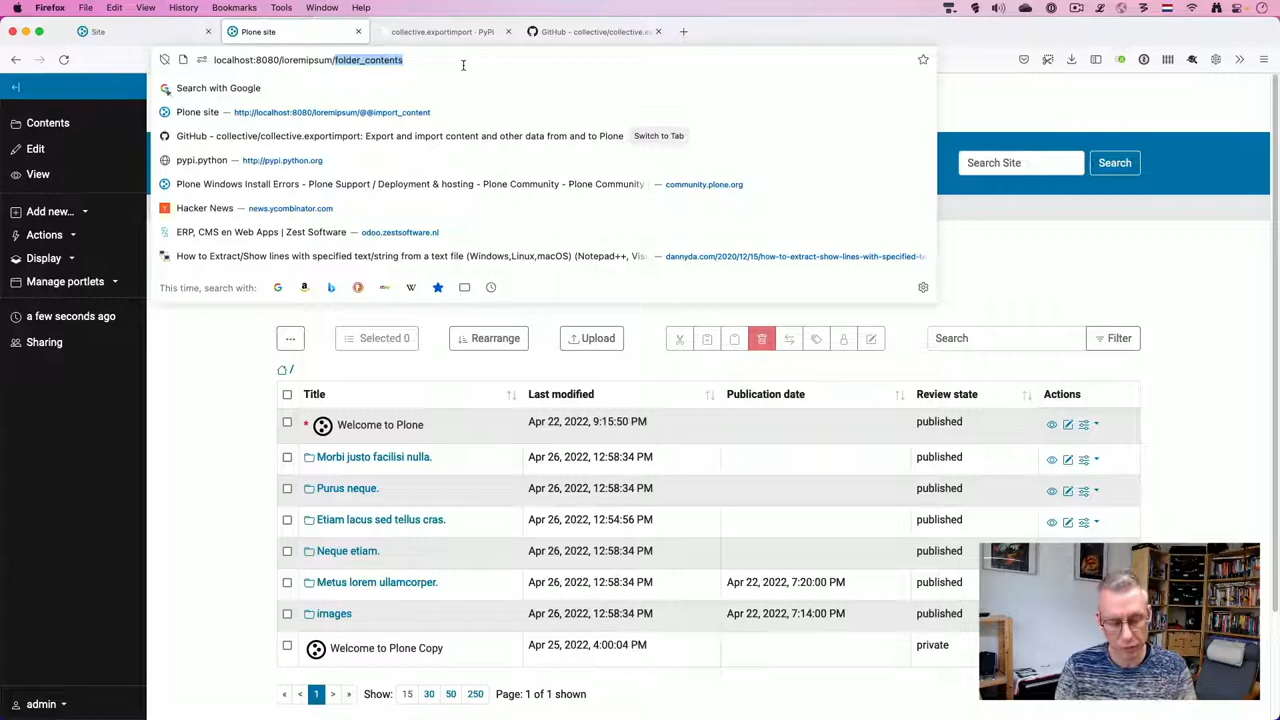 Firefox File Edit View History Bookmarks Tools Window Help
Site
Plone site
collective.exportimport · PyPI
GitHub - collective/collective.e
localhost:8080/loremipsum/folder_contents
Search with Google
Plone site — http://localhost:8080/loremipsum/@@import_content
GitHub - collective/collective.exportimport: Export and import content and other data from and to Plone Switch to Tab
pypi.python — http://pypi.python.org
Plone Windows Install Errors - Plone Support / Deployment & hosting - Plone Community - Plone Community — community.plone.org
Hacker News — news.ycombinator.com
ERP, CMS en Web Apps | Zest Software — odoo.zestsoftware.nl
How to Extract/Show lines with specified text/string from a text file (Windows,Linux,macOS) (Notepad++, Vis — dannyda.com/2020/12/15/how-to-extract-show-lines-with-specified-te
This time, search with:
Contents
Edit
View
Add new...
Actions
Display
Manage portlets
a few seconds ago
Sharing
admin
Search Site Search
... Selected 0 Rearrange Upload Search Filter
/
Title Last modified Publication date Review state Actions
* Welcome to Plone Apr 22, 2022, 9:15:50 PM published
Morbi justo facilisi nulla. Apr 26, 2022, 12:58:34 PM published
Purus neque. Apr 26, 2022, 12:58:34 PM published
Etiam lacus sed tellus cras. Apr 26, 2022, 12:54:56 PM published
Neque etiam. Apr 26, 2022, 12:58:34 PM published
Metus lorem ullamcorper. Apr 26, 2022, 12:58:34 PM Apr 22, 2022, 7:20:00 PM published
images Apr 26, 2022, 12:58:34 PM Apr 22, 2022, 7:14:00 PM published
Welcome to Plone Copy Apr 25, 2022, 4:00:04 PM private
« < 1 > » Show: 15 30 50 250 Page: 1 of 1 shown